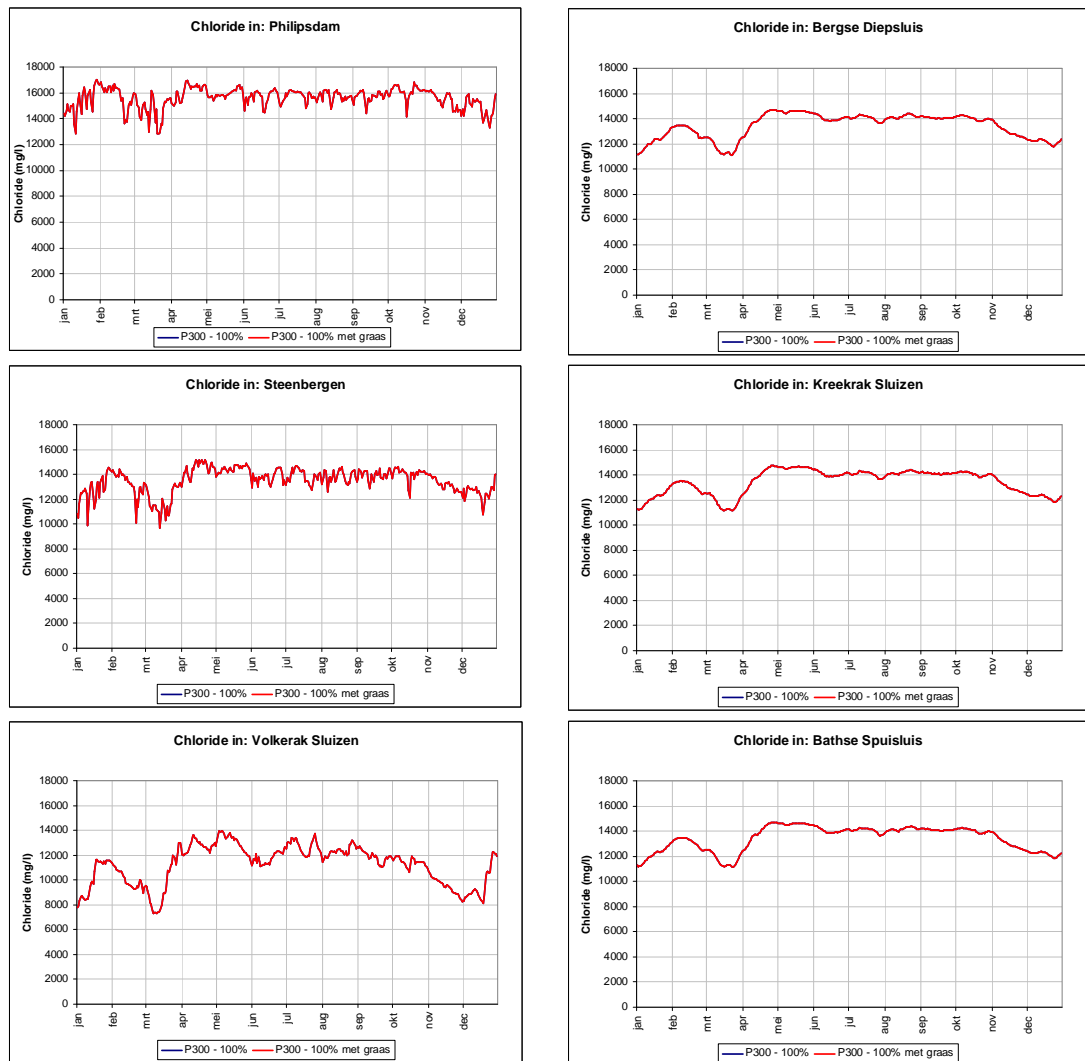 Chloride in: Philipsdam
Chloride (mg/l)
18000
16000
14000
12000
10000
8000
6000
4000
2000
0
jan feb mrt apr mei jun jul aug sep okt nov dec
P300 - 100% P300 - 100% met graas
Chloride in: Bergse Diepsluis
Chloride (mg/l)
18000
16000
14000
12000
10000
8000
6000
4000
2000
0
jan feb mrt apr mei jun jul aug sep okt nov dec
P300 - 100% P300 - 100% met graas
Chloride in: Steenbergen
Chloride (mg/l)
18000
16000
14000
12000
10000
8000
6000
4000
2000
0
jan feb mrt apr mei jun jul aug sep okt nov dec
P300 - 100% P300 - 100% met graas
Chloride in: Kreekrak Sluizen
Chloride (mg/l)
18000
16000
14000
12000
10000
8000
6000
4000
2000
0
jan feb mrt apr mei jun jul aug sep okt nov dec
P300 - 100% P300 - 100% met graas
Chloride in: Volkerak Sluizen
Chloride (mg/l)
18000
16000
14000
12000
10000
8000
6000
4000
2000
0
jan feb mrt apr mei jun jul aug sep okt nov dec
P300 - 100% P300 - 100% met graas
Chloride in: Bathse Spuisluis
Chloride (mg/l)
18000
16000
14000
12000
10000
8000
6000
4000
2000
0
jan feb mrt apr mei jun jul aug sep okt nov dec
P300 - 100% P300 - 100% met graas